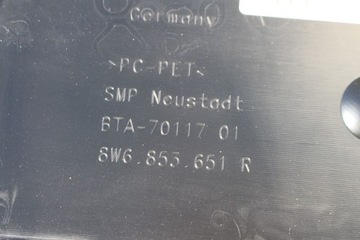 Germany
>PC-PET<
SMP Neustadt
BTA-70117 01
8W6.853.651 R